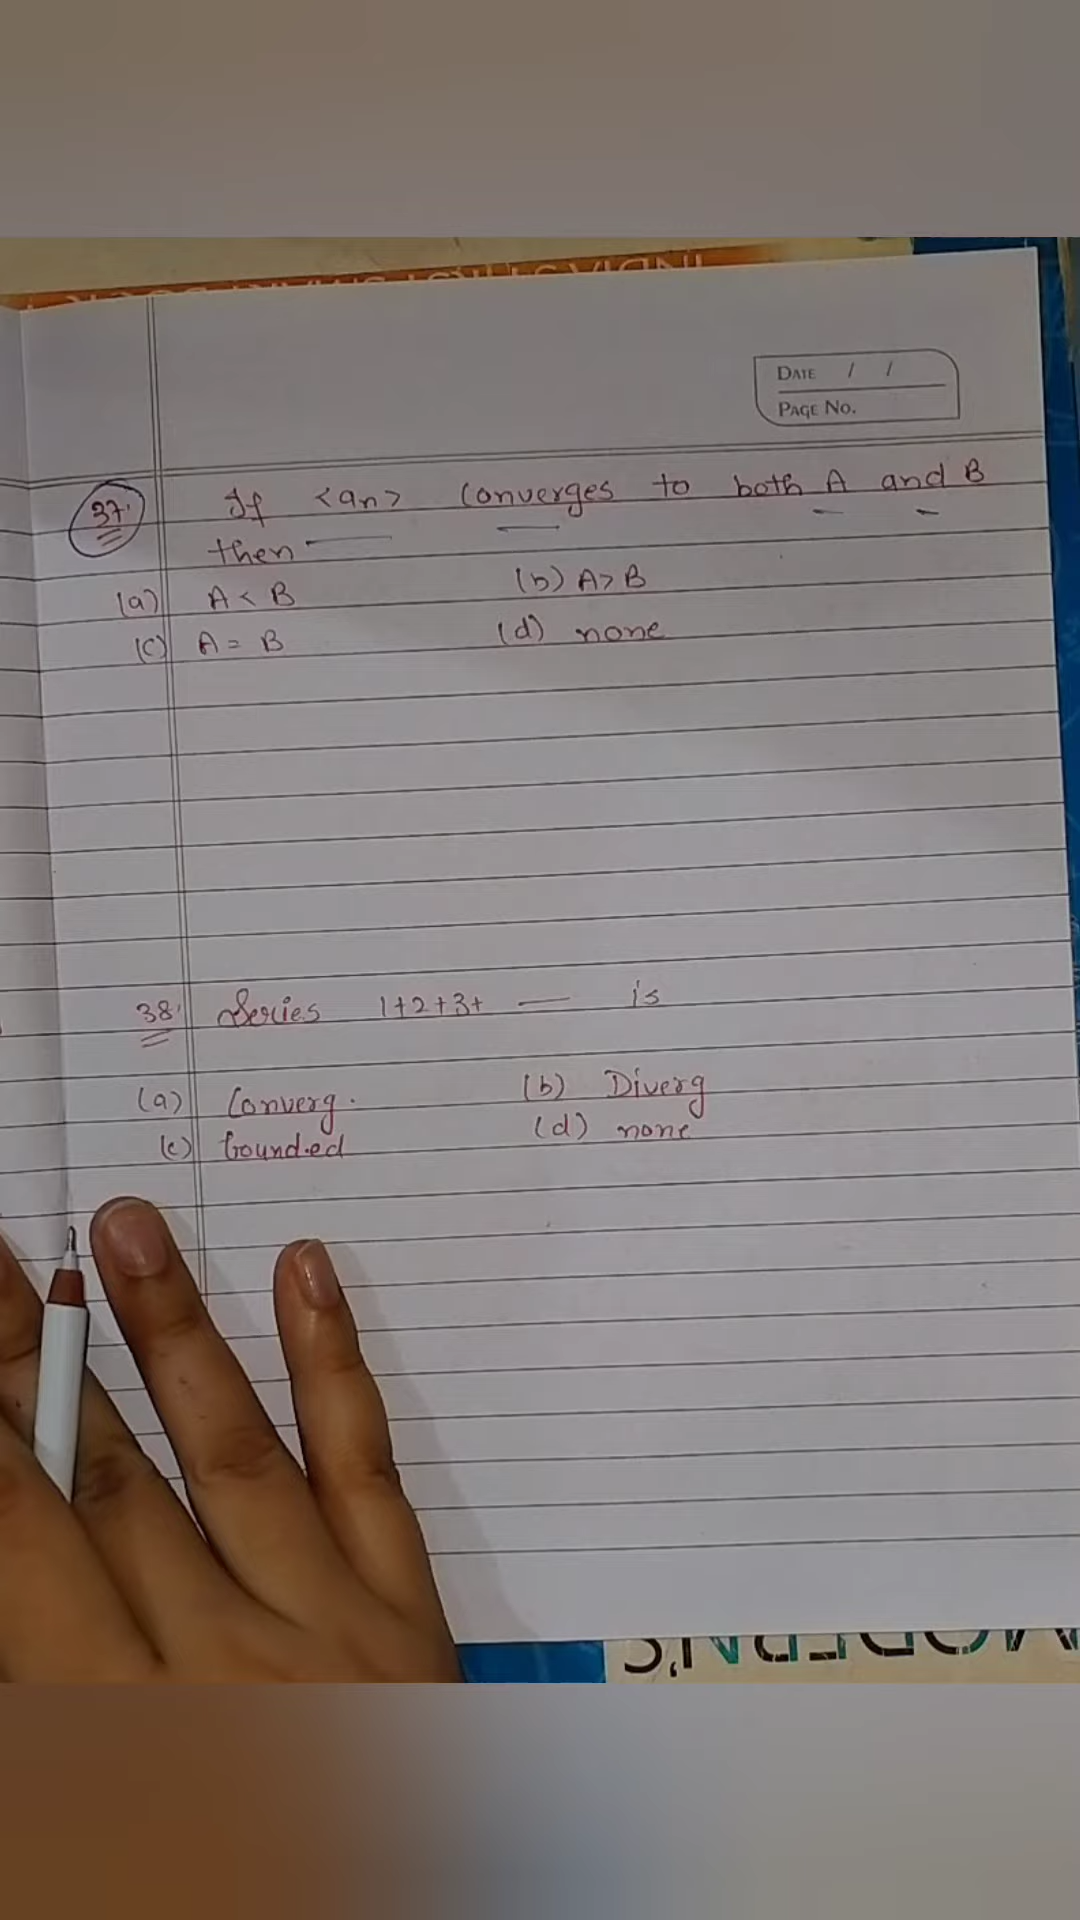 DATE / /
PAGE NO.
37. If <an> converges to both A and B
then
(a) A < B (b) A > B
(c) A = B (d) none
38. Series 1+2+3+ — is
(a) Converg. (b) Diverg
(c) bounded (d) none